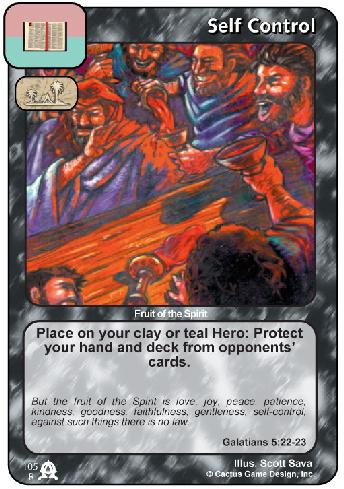 Self Control
Fruit of the Spirit
Place on your clay or teal Hero: Protect
your hand and deck from opponents'
cards.
But the fruit of the Spirit is love, joy, peace, patience,
kindness, goodness, faithfulness, gentleness, self-control,
against such things there is no law.
Galatians 5:22-23
105
R
Illus. Scott Sava
© Cactus Game Design, Inc.